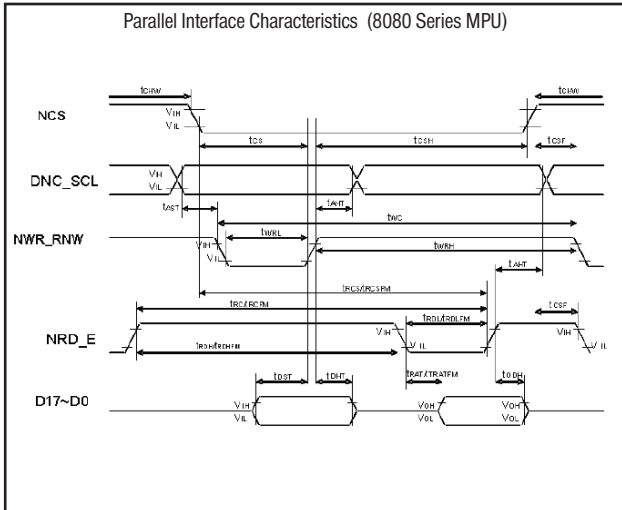 Parallel Interface Characteristics (8080 Series MPU)
tCHW
tCHW
NCS
VIH
VIL
tCS
tCSH
tCSF
DNC_SCL
VIH
VIL
tAST
tAHT
tWC
NWR_RNW
VIH
VIL
tWRL
tWRH
tAHT
tRCS/tRCSFM
tRC/tRCFM
tRDL/tRDLFM
tCSF
NRD_E
VIH
VIL
VIH
VIL
tRDH/tRDHFM
tRAT/tRATFM
tODH
tDST
tDHT
D17~D0
VIH
VIL
VOH
VOL
VOH
VOL